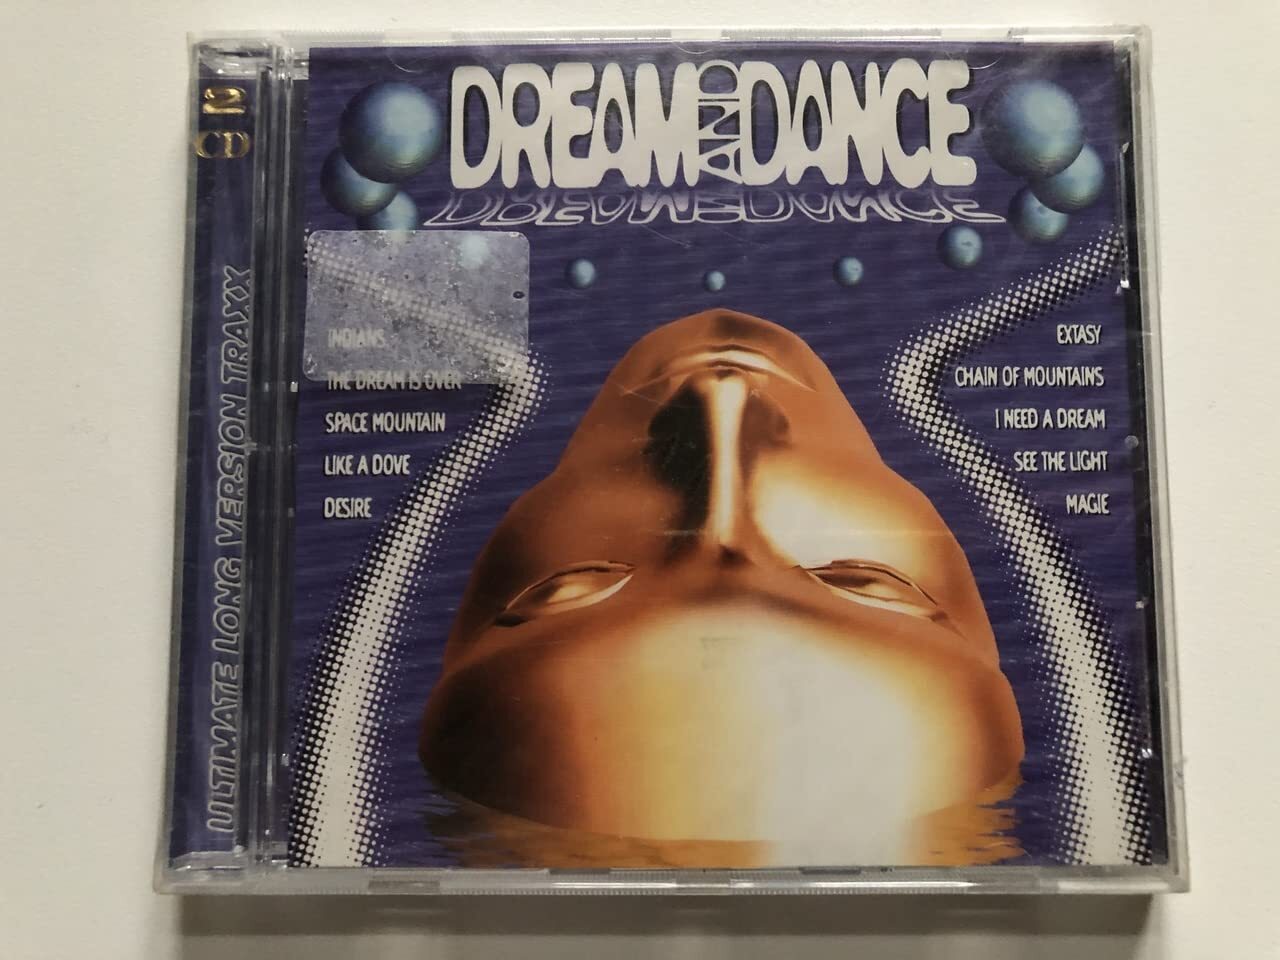 2
CD
ULTIMATE LONG VERSION TRAXX
DREAM AND DANCE
INDIANS
THE DREAM IS OVER
SPACE MOUNTAIN
LIKE A DOVE
DESIRE
EXTASY
CHAIN OF MOUNTAINS
I NEED A DREAM
SEE THE LIGHT
MAGIE